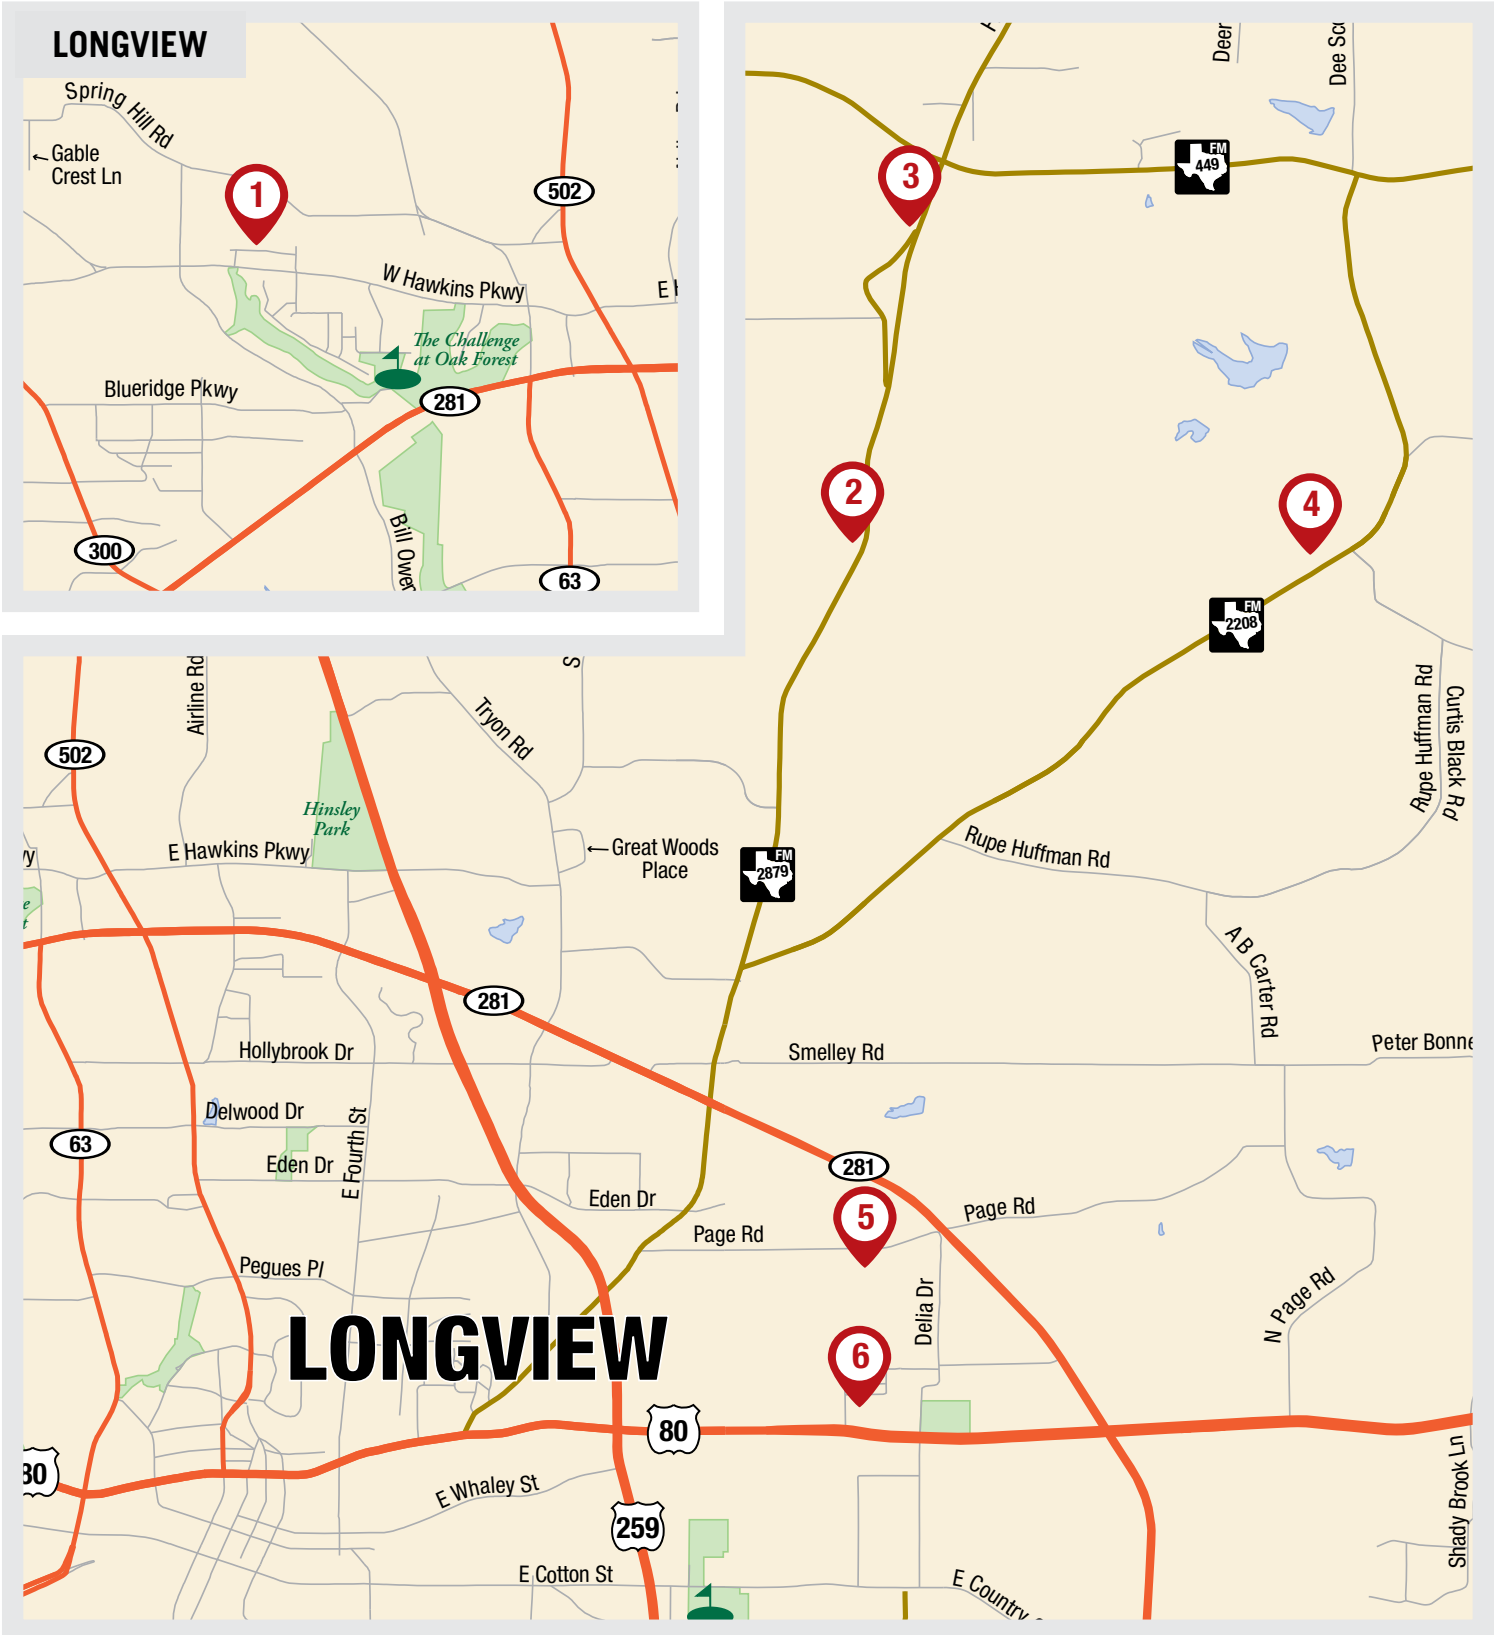 LONGVIEW
Spring Hill Rd
Gable
Crest Ln
1
502
W Hawkins Pkwy
E
The Challenge
at Oak Forest
281
Blueridge Pkwy
300
Bill Ower
63
Deer
Dee Sco
FM
449
3
2
4
FM
2208
Rupe Huffman Rd
Curtis Black Rd
502
Airline Rd
Tryon Rd
S
Hinsley
Park
E Hawkins Pkwy
Great Woods
Place
FM
2879
Rupe Huffman Rd
A B Carter Rd
281
Hollybrook Dr
Smelley Rd
Peter Bonne
Delwood Dr
63
E Fourth St
Eden Dr
281
Eden Dr
5
Page Rd
Page Rd
Pegues Pl
Delia Dr
N Page Rd
LONGVIEW
6
80
80
E Whaley St
259
Shady Brook Ln
E Cotton St
E Country